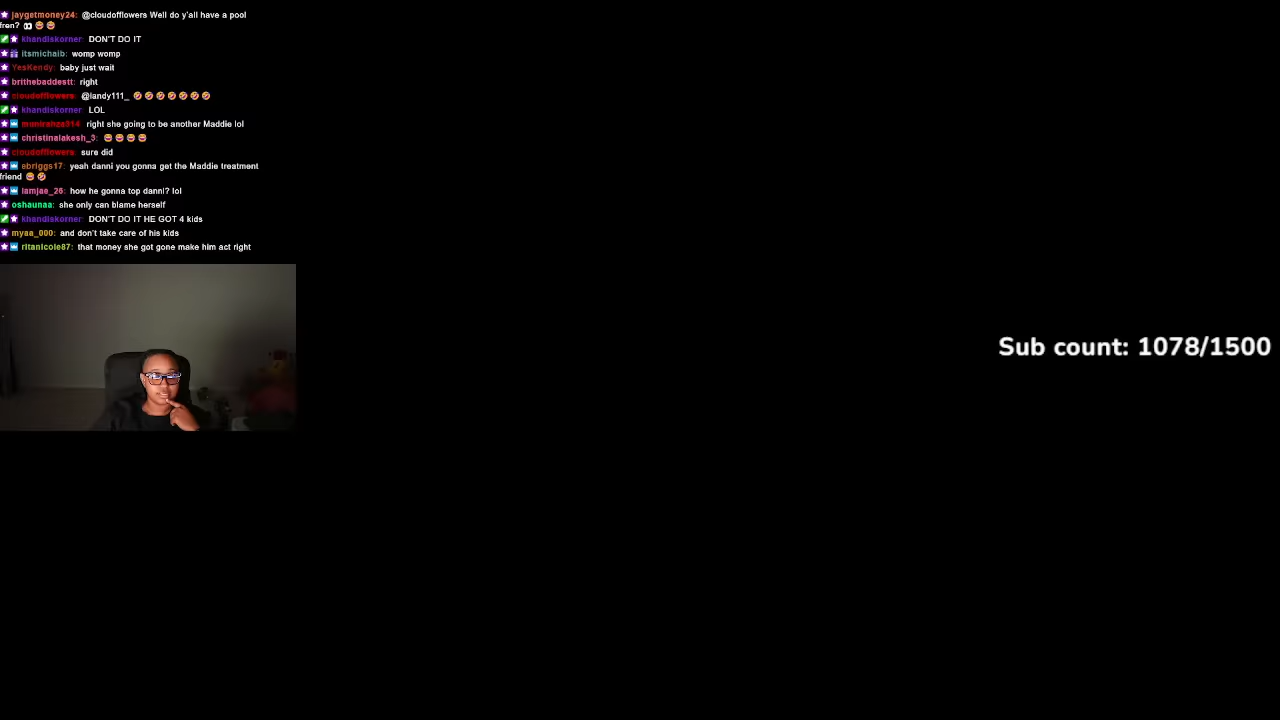 jaygetmoney24: @cloudofflowers Well do y'all have a pool
fren? 👀 😂 😂
khandiskorner: DON'T DO IT
itsmichaib: womp womp
YesKendy: baby just wait
brithebaddestt: right
cloudofflowers: @landy111_ 🤣 🤣 🤣 🤣 🤣 🤣 🤣
khandiskorner: LOL
right she going to be another Maddie lol
christinalakesh_3: 😂 😂 😂 😂
cloudofflowers: sure did
ebriggs17: yeah danni you gonna get the Maddie treatment
friend 😂 🤣
iamjae_26: how he gonna top danni? lol
oshaunaa: she only can blame herself
khandiskorner: DON'T DO IT HE GOT 4 kids
myaa_000: and don't take care of his kids
ritanicole87: that money she got gone make him act right
Sub count: 1078/1500